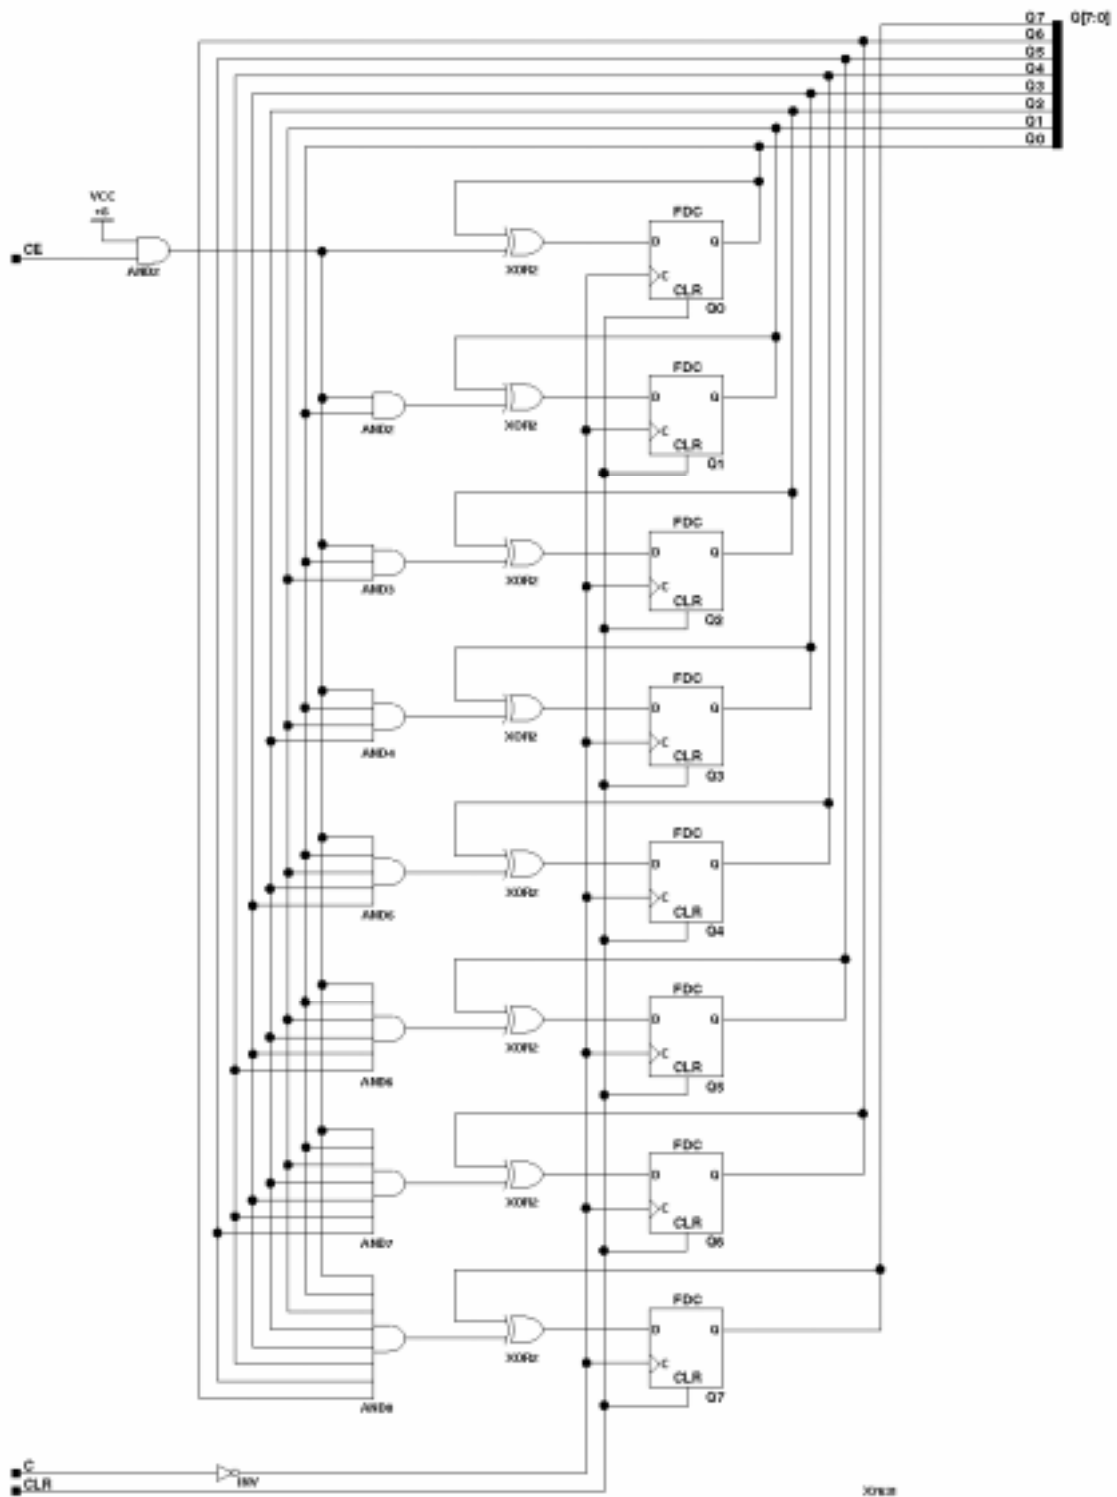 Q7 Q[7:0]
Q6
Q5
Q4
Q3
Q2
Q1
Q0
VCC
+5
CE
AND2
FDC
D Q
C
CLR
XOR2
Q0
FDC
D Q
C
CLR
AND2
XOR2
Q1
FDC
D Q
C
CLR
AND3
XOR2
Q2
FDC
D Q
C
CLR
AND4
XOR2
Q3
FDC
D Q
C
CLR
AND5
XOR2
Q4
FDC
D Q
C
CLR
AND6
XOR2
Q5
FDC
D Q
C
CLR
AND7
XOR2
Q6
FDC
D Q
C
CLR
AND8
XOR2
Q7
C
INV
CLR